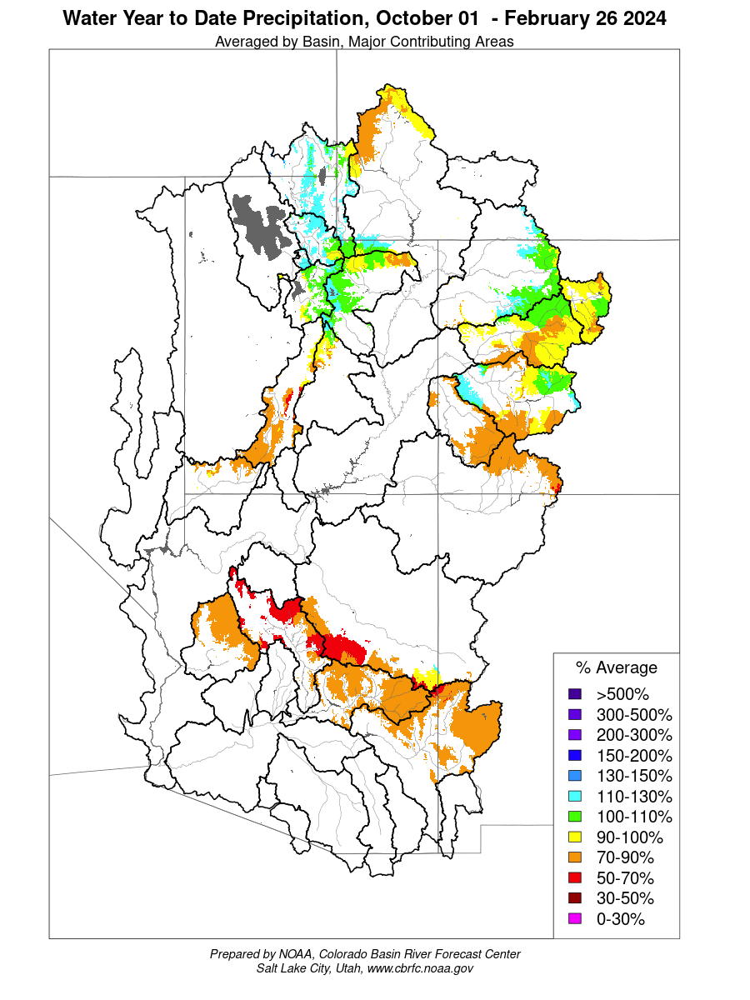 Water Year to Date Precipitation, October 01  - February 26 2024
Averaged by Basin, Major Contributing Areas
% Average
>500%
300-500%
200-300%
150-200%
130-150%
110-130%
100-110%
90-100%
70-90%
50-70%
30-50%
0-30%
Prepared by NOAA, Colorado Basin River Forecast Center
Salt Lake City, Utah, www.cbrfc.noaa.gov